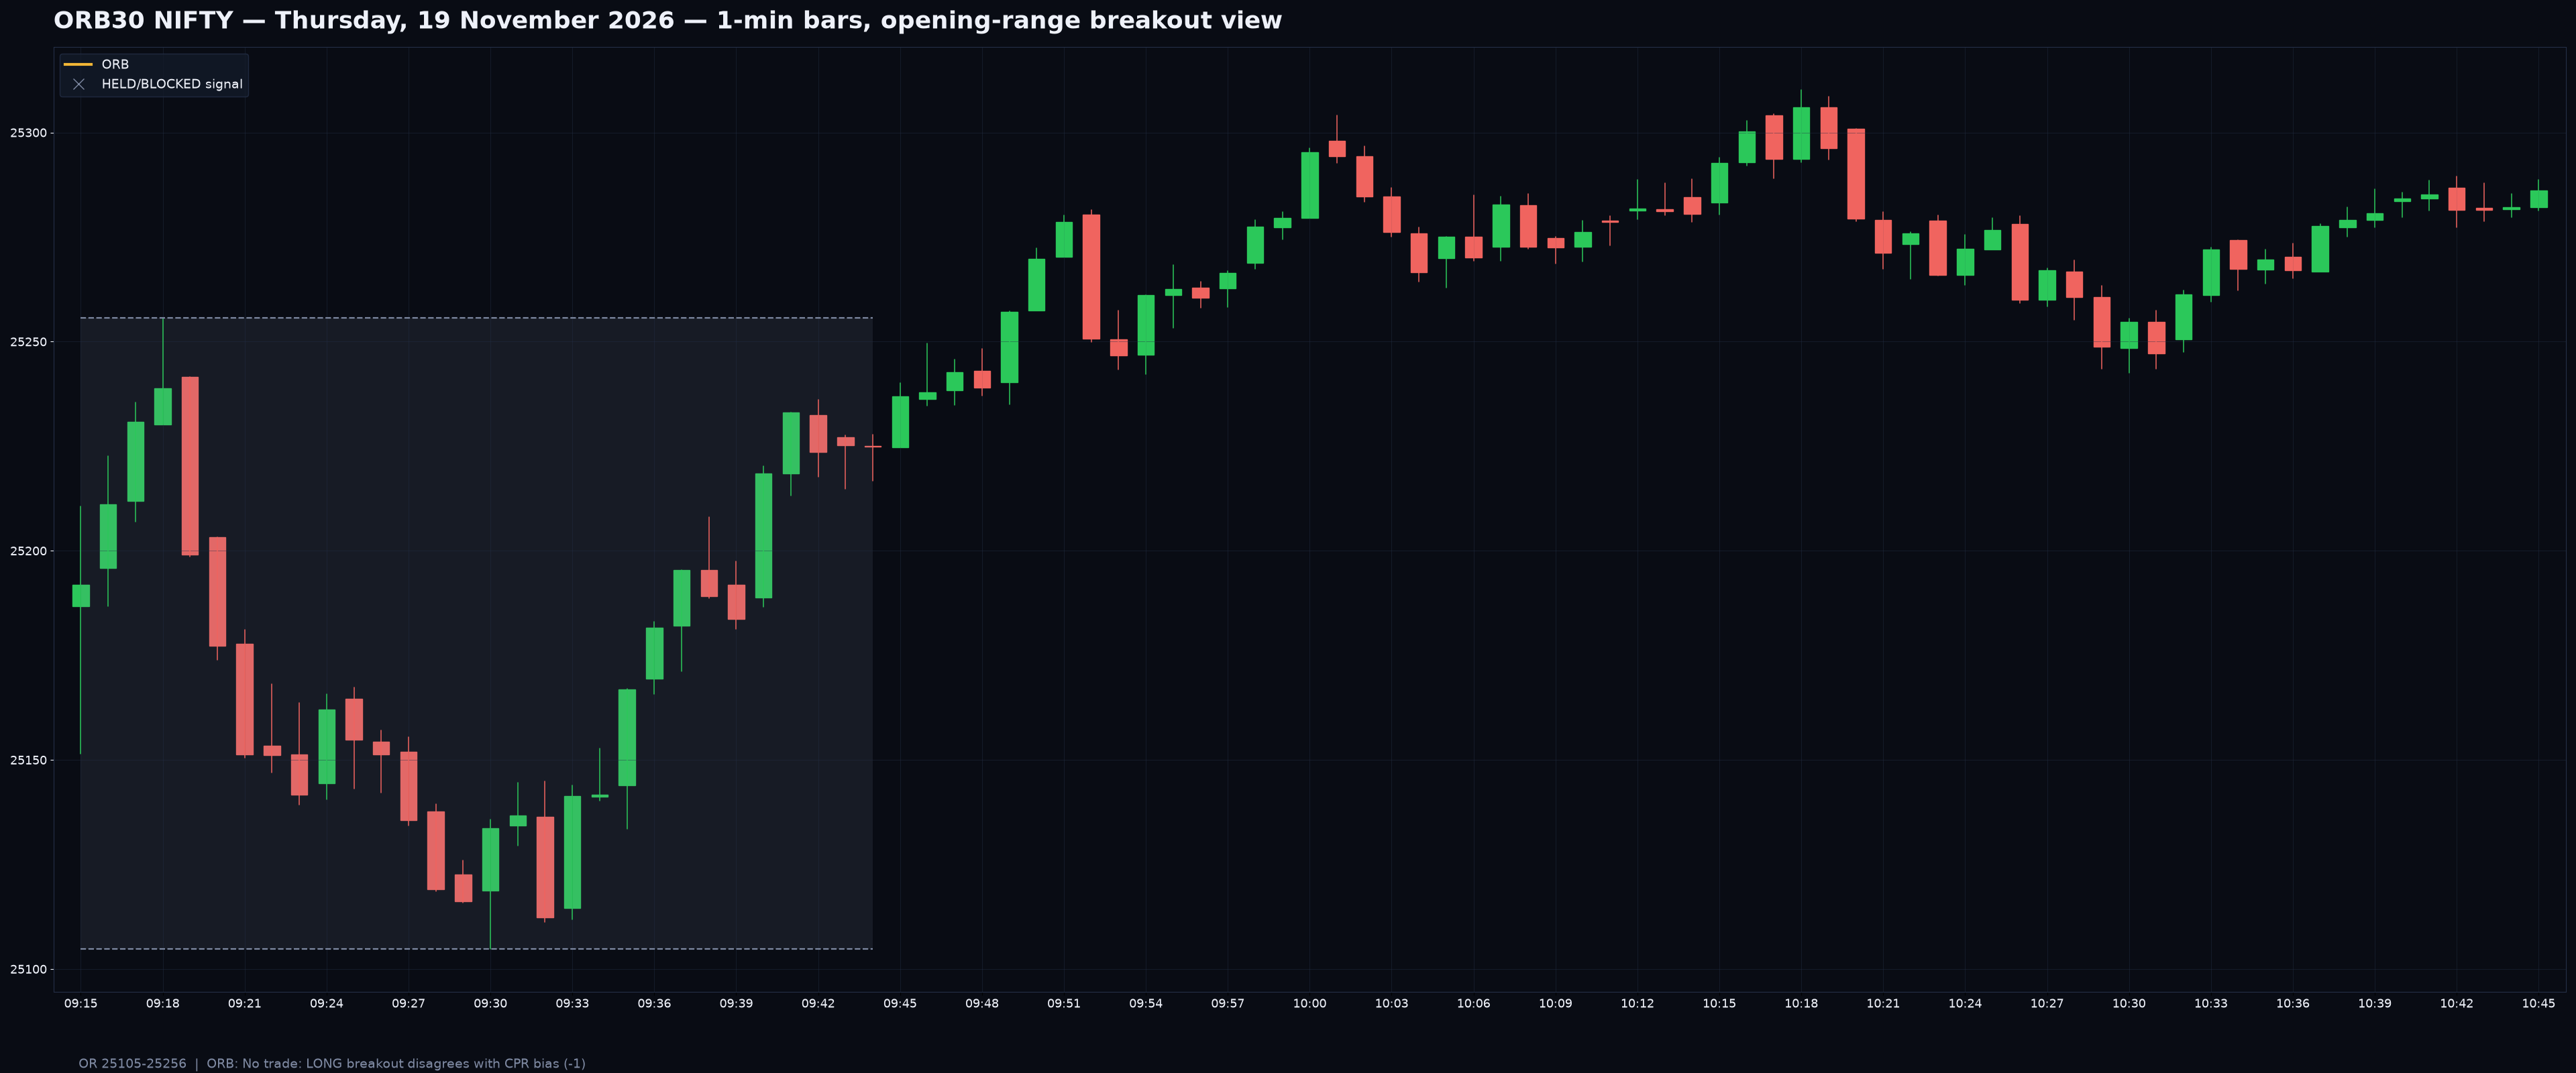 ORB30 NIFTY — Thursday, 19 November 2026 — 1-min bars, opening-range breakout view
ORB
HELD/BLOCKED signal
25300
25250
25200
25150
25100
09:15 09:18 09:21 09:24 09:27 09:30 09:33 09:36 09:39 09:42 09:45 09:48 09:51 09:54 09:57 10:00 10:03 10:06 10:09 10:12 10:15 10:18 10:21 10:24 10:27 10:30 10:33 10:36 10:39 10:42 10:45
OR 25105-25256 | ORB: No trade: LONG breakout disagrees with CPR bias (-1)